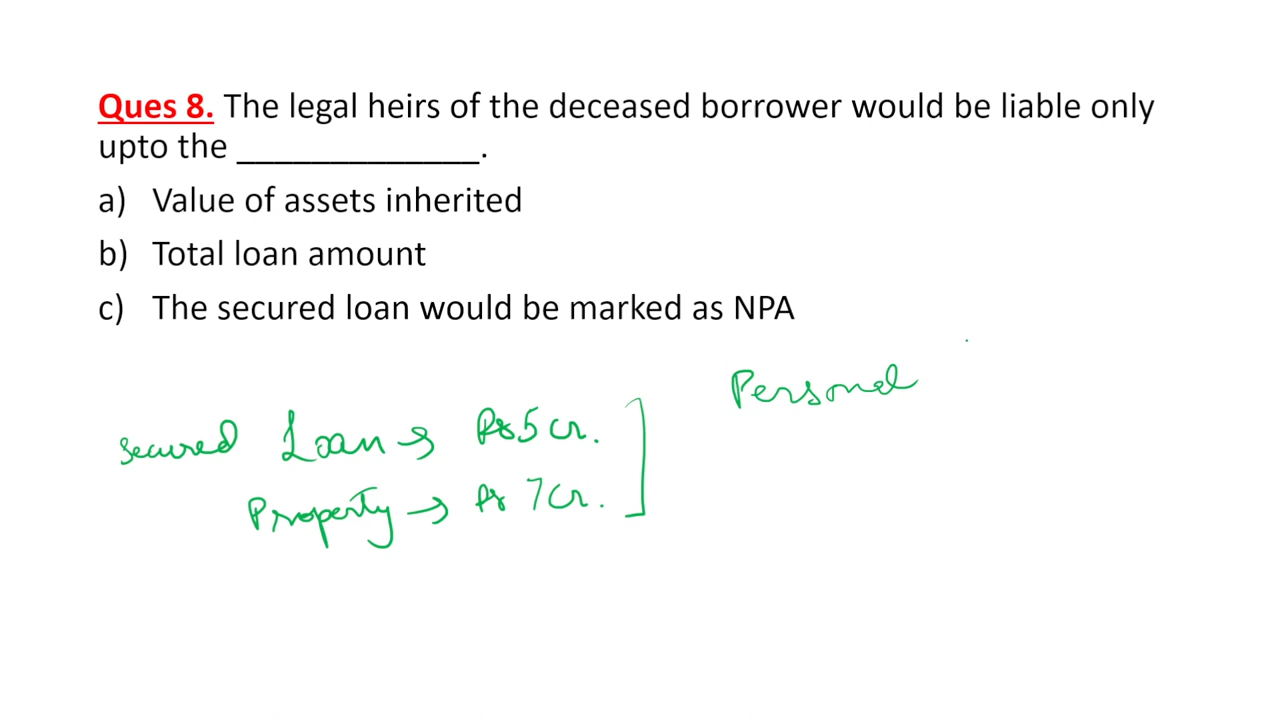 Ques 8. The legal heirs of the deceased borrower would be liable only
upto the _____________.
a) Value of assets inherited
b) Total loan amount
c) The secured loan would be marked as NPA
Personal
Secured Loan → Rs 5 cr.
Property → Rs 7 Cr.